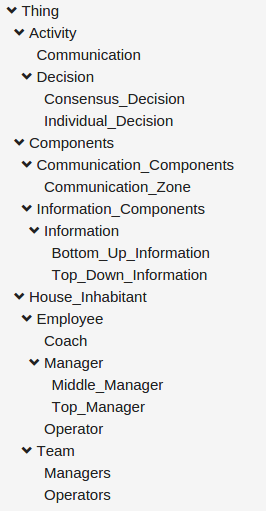 Thing
Activity
Communication
Decision
Consensus_Decision
Individual_Decision
Components
Communication_Components
Communication_Zone
Information_Components
Information
Bottom_Up_Information
Top_Down_Information
House_Inhabitant
Employee
Coach
Manager
Middle_Manager
Top_Manager
Operator
Team
Managers
Operators